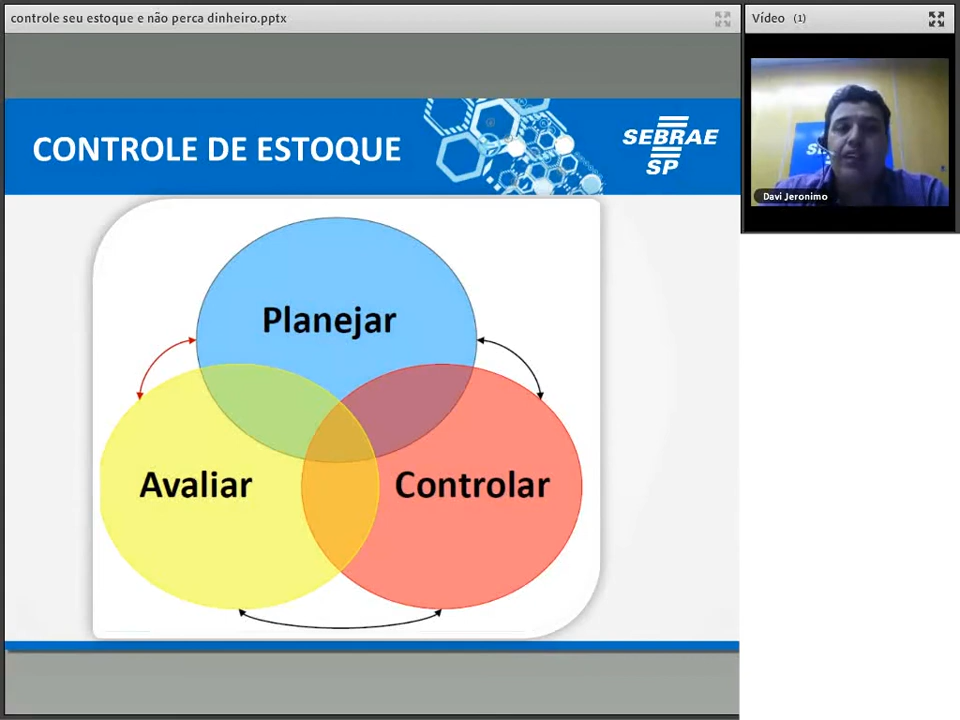 controle seu estoque e não perca dinheiro.pptx
Vídeo (1)
CONTROLE DE ESTOQUE
SEBRAE
SP
Davi Jeronimo
Planejar
Avaliar
Controlar